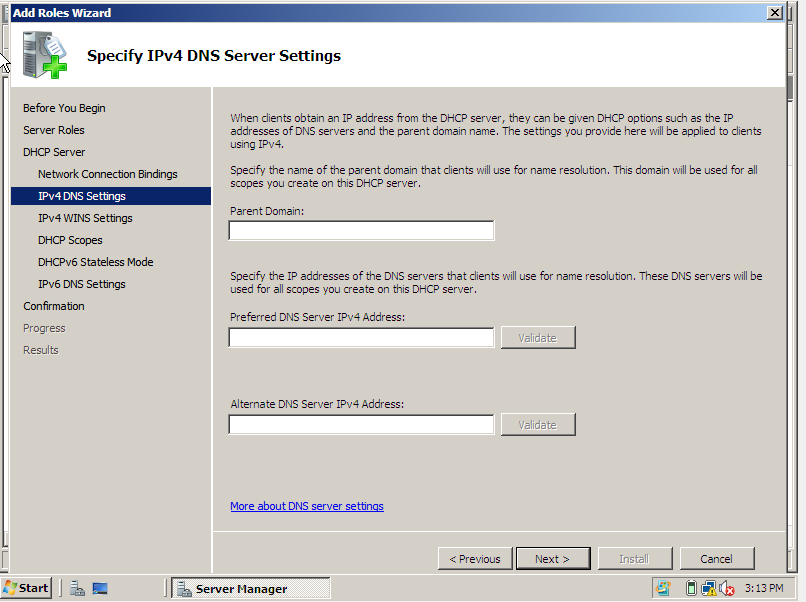 Add Roles Wizard
Specify IPv4 DNS Server Settings
Before You Begin
Server Roles
DHCP Server
Network Connection Bindings
IPv4 DNS Settings
IPv4 WINS Settings
DHCP Scopes
DHCPv6 Stateless Mode
IPv6 DNS Settings
Confirmation
Progress
Results
When clients obtain an IP address from the DHCP server, they can be given DHCP options such as the IP
addresses of DNS servers and the parent domain name. The settings you provide here will be applied to clients
using IPv4.
Specify the name of the parent domain that clients will use for name resolution. This domain will be used for all
scopes you create on this DHCP server.
Parent Domain:
Specify the IP addresses of the DNS servers that clients will use for name resolution. These DNS servers will be
used for all scopes you create on this DHCP server.
Preferred DNS Server IPv4 Address:
Validate
Alternate DNS Server IPv4 Address:
Validate
More about DNS server settings
< Previous
Next >
Install
Cancel
Start
Server Manager
3:13 PM